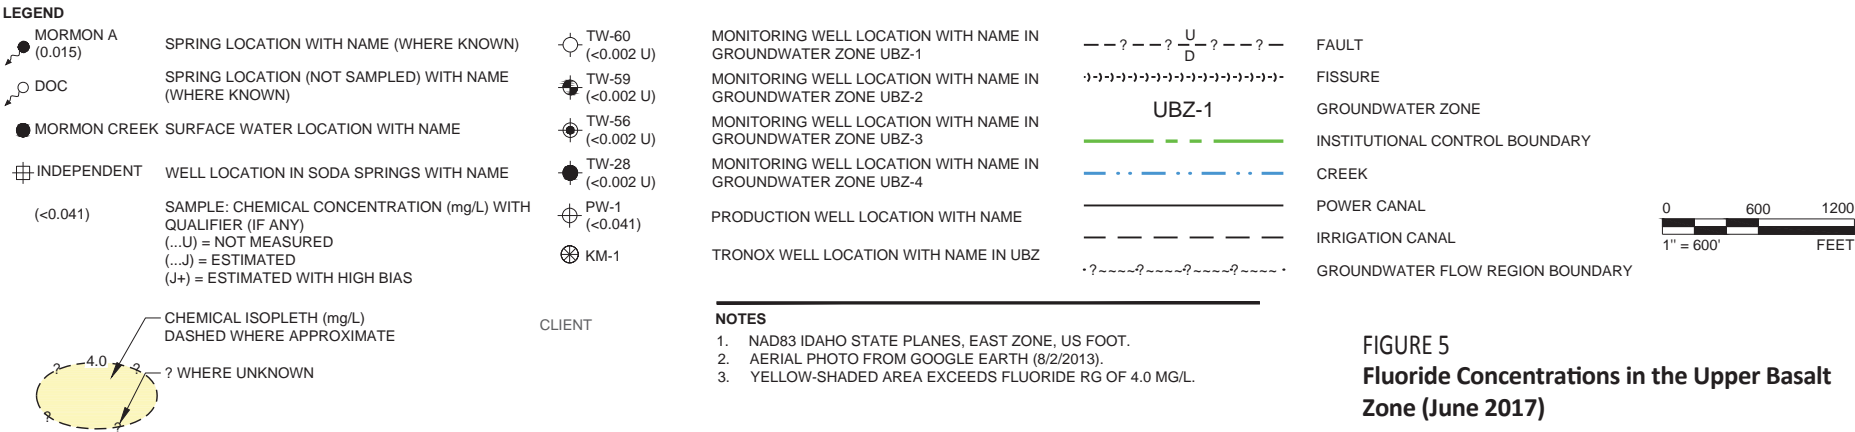 LEGEND
MORMON A
(0.015)
SPRING LOCATION WITH NAME (WHERE KNOWN)
DOC
SPRING LOCATION (NOT SAMPLED) WITH NAME
(WHERE KNOWN)
MORMON CREEK
SURFACE WATER LOCATION WITH NAME
INDEPENDENT
WELL LOCATION IN SODA SPRINGS WITH NAME
(<0.041)
SAMPLE: CHEMICAL CONCENTRATION (mg/L) WITH
QUALIFIER (IF ANY)
(...U) = NOT MEASURED
(...J) = ESTIMATED
(J+) = ESTIMATED WITH HIGH BIAS
CHEMICAL ISOPLETH (mg/L)
DASHED WHERE APPROXIMATE
? 4.0 ?
? WHERE UNKNOWN
? ?
TW-60
(<0.002 U)
MONITORING WELL LOCATION WITH NAME IN
GROUNDWATER ZONE UBZ-1
TW-59
(<0.002 U)
MONITORING WELL LOCATION WITH NAME IN
GROUNDWATER ZONE UBZ-2
TW-56
(<0.002 U)
MONITORING WELL LOCATION WITH NAME IN
GROUNDWATER ZONE UBZ-3
TW-28
(<0.002 U)
MONITORING WELL LOCATION WITH NAME IN
GROUNDWATER ZONE UBZ-4
PW-1
(<0.041)
PRODUCTION WELL LOCATION WITH NAME
KM-1
TRONOX WELL LOCATION WITH NAME IN UBZ
? ? U ? ?
D
FAULT
FISSURE
UBZ-1
GROUNDWATER ZONE
INSTITUTIONAL CONTROL BOUNDARY
CREEK
POWER CANAL
IRRIGATION CANAL
?~~~~?~~~~?~~~~?~~~~
GROUNDWATER FLOW REGION BOUNDARY
0 600 1200
1" = 600' FEET
CLIENT
NOTES
1. NAD83 IDAHO STATE PLANES, EAST ZONE, US FOOT.
2. AERIAL PHOTO FROM GOOGLE EARTH (8/2/2013).
3. YELLOW-SHADED AREA EXCEEDS FLUORIDE RG OF 4.0 MG/L.
FIGURE 5
Fluoride Concentrations in the Upper Basalt
Zone (June 2017)